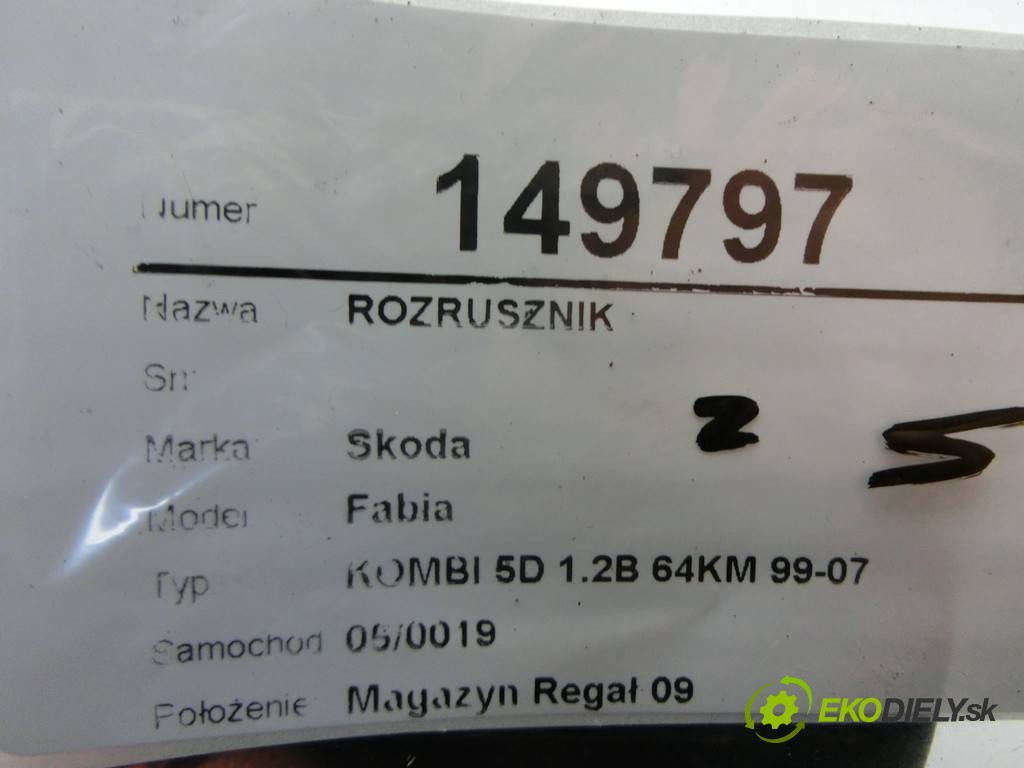 Numer 149797
Nazwa ROZRUSZNIK
Sn
Marka Skoda
Model Fabia
Typ KOMBI 5D 1.2B 64KM 99-07
Samochód 05/0019
Położenie Magazyn Regał 09
EKODIELY.sk